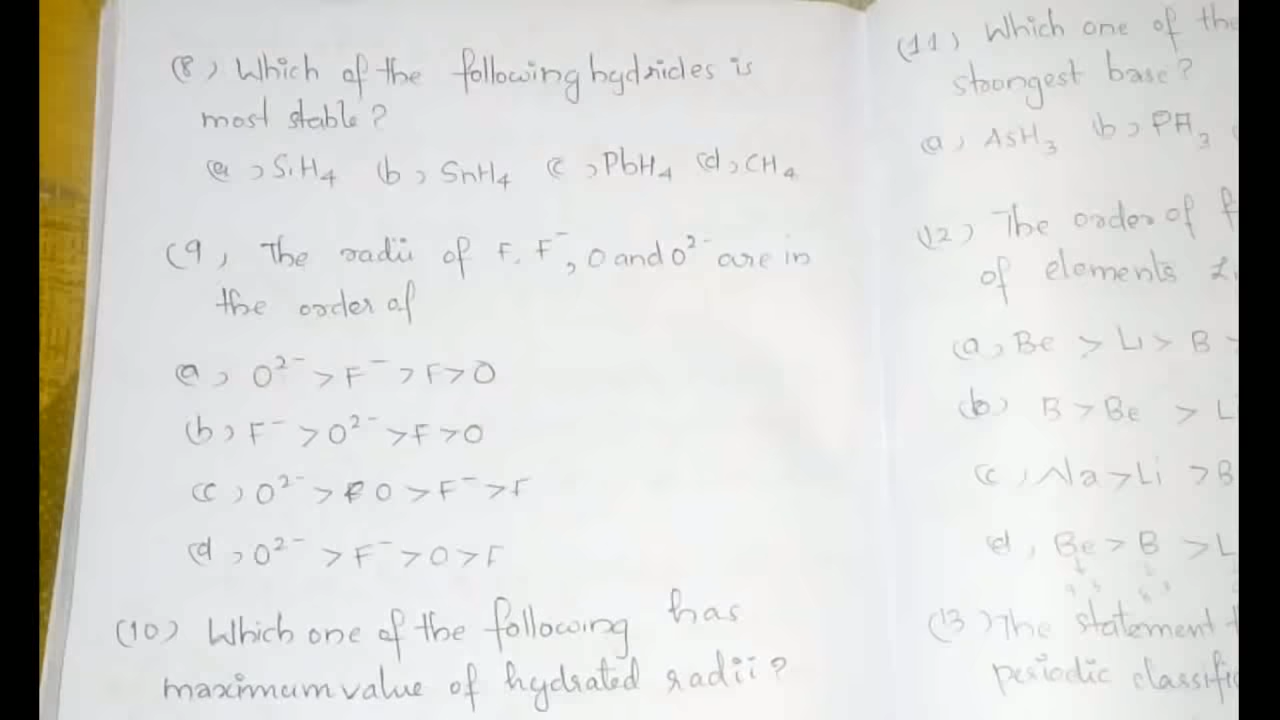 (8) Which of the following hydrides is
most stable?
(a) SiH4 (b) SnH4 (c) PbH4 (d) CH4
(9) The radii of F, F⁻, O and O²⁻ are in
the order of
(a) O²⁻ > F⁻ > F > O
(b) F⁻ > O²⁻ > F > O
(c) O²⁻ > O > F⁻ > F
(d) O²⁻ > F⁻ > O > F
(10) Which one of the following has
maximum value of hydrated radii?
(11) Which one of the
strongest base?
(a) AsH3 (b) PH3
(12) The order of f
of elements
(a) Be > Li > B >
(b) B > Be > L
(c) Na > Li > B
(d) Be > B > L
(13) The statement
periodic classific